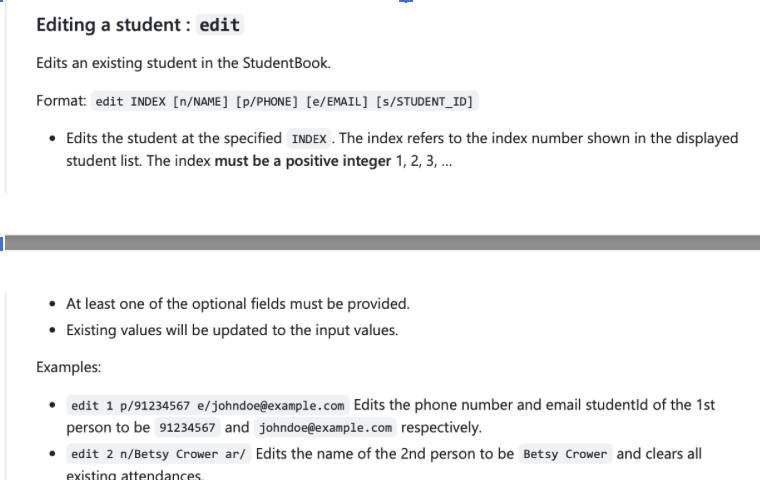 Editing a student : edit
Edits an existing student in the StudentBook.
Format: edit INDEX [n/NAME] [p/PHONE] [e/EMAIL] [s/STUDENT_ID]
• Edits the student at the specified INDEX . The index refers to the index number shown in the displayed
student list. The index must be a positive integer 1, 2, 3, …
• At least one of the optional fields must be provided.
• Existing values will be updated to the input values.
Examples:
• edit 1 p/91234567 e/johndoe@example.com Edits the phone number and email studentId of the 1st
person to be 91234567 and johndoe@example.com respectively.
• edit 2 n/Betsy Crower ar/ Edits the name of the 2nd person to be Betsy Crower and clears all
existing attendances.